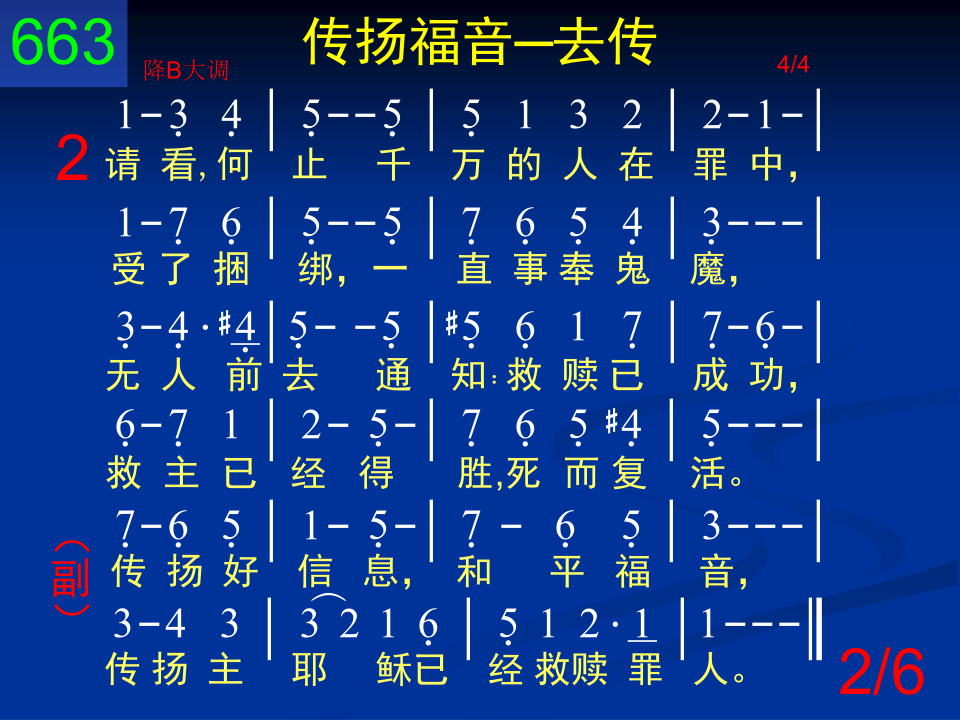 663
传扬福音─去传
降B大调
4/4
2
1-3̣ 4̣ | 5̣--5̣ | 5̣ 1 3 2 | 2-1- |
请 看,何 止 千 万 的 人 在 罪 中，
1-7̣ 6̣ | 5̣--5̣ | 7̣ 6̣ 5̣ 4̣ | 3̣--- |
受 了 捆 绑，一 直 事 奉 鬼 魔，
3̣-4̣·#4̣ | 5̣- -5̣ | #5̣ 6̣ 1 7̣ | 7̣-6̣- |
无 人 前 去 通 知：救 赎 已 成 功，
6̣-7̣ 1 | 2- 5̣- | 7̣ 6̣ 5̣ #4̣ | 5̣--- |
救 主 已 经 得 胜,死 而 复 活。
（副）
7̣-6̣ 5̣ | 1- 5̣- | 7̣ - 6̣ 5̣ | 3--- |
传 扬 好 信 息，和 平 福 音，
3-4 3 | 3 2 1 6̣ | 5̣ 1 2·1 | 1---‖
传 扬 主 耶 稣已 经 救赎 罪 人。
2/6